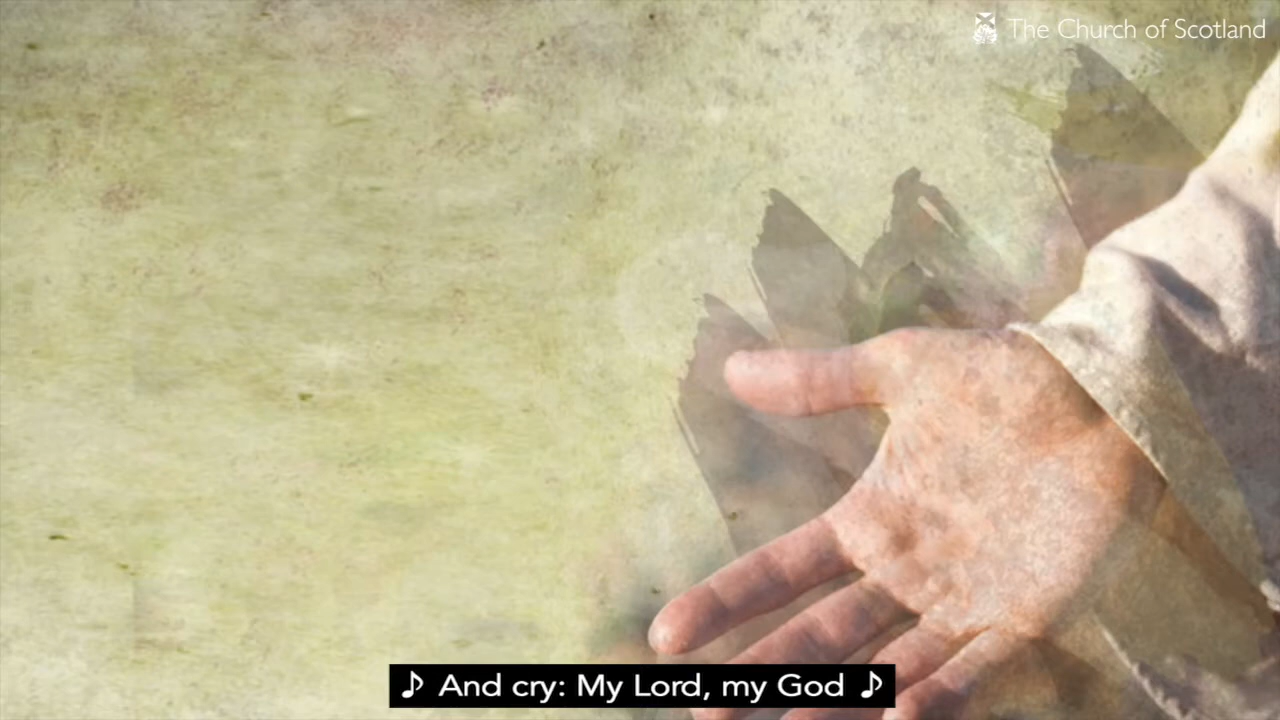 The Church of Scotland
♪ And cry: My Lord, my God ♪